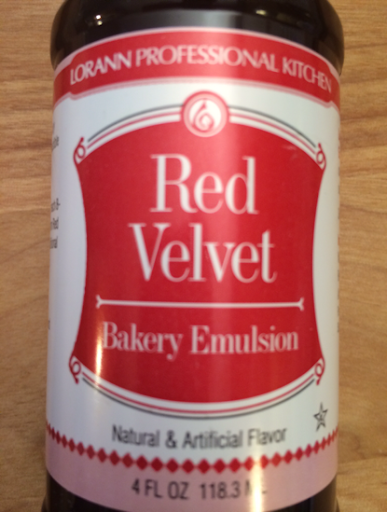 LORANN PROFESSIONAL KITCHEN
Red
Velvet
Bakery Emulsion
Natural & Artificial Flavor
4 FL OZ 118.3